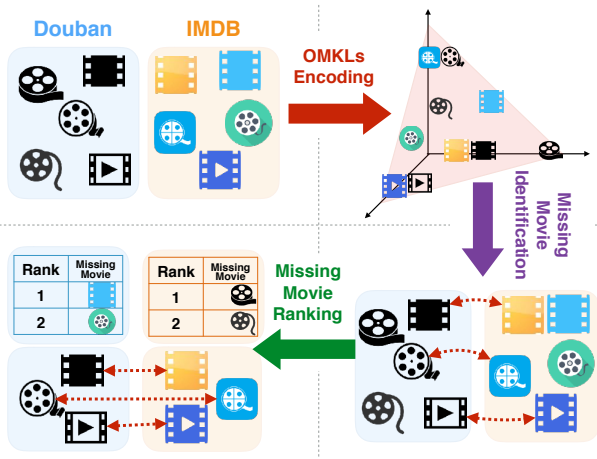 Douban
IMDB
OMKLs
Encoding
Missing
Movie
Identification
Missing
Movie
Ranking
Rank
Missing
Movie
1
2
Rank
Missing
Movie
1
2